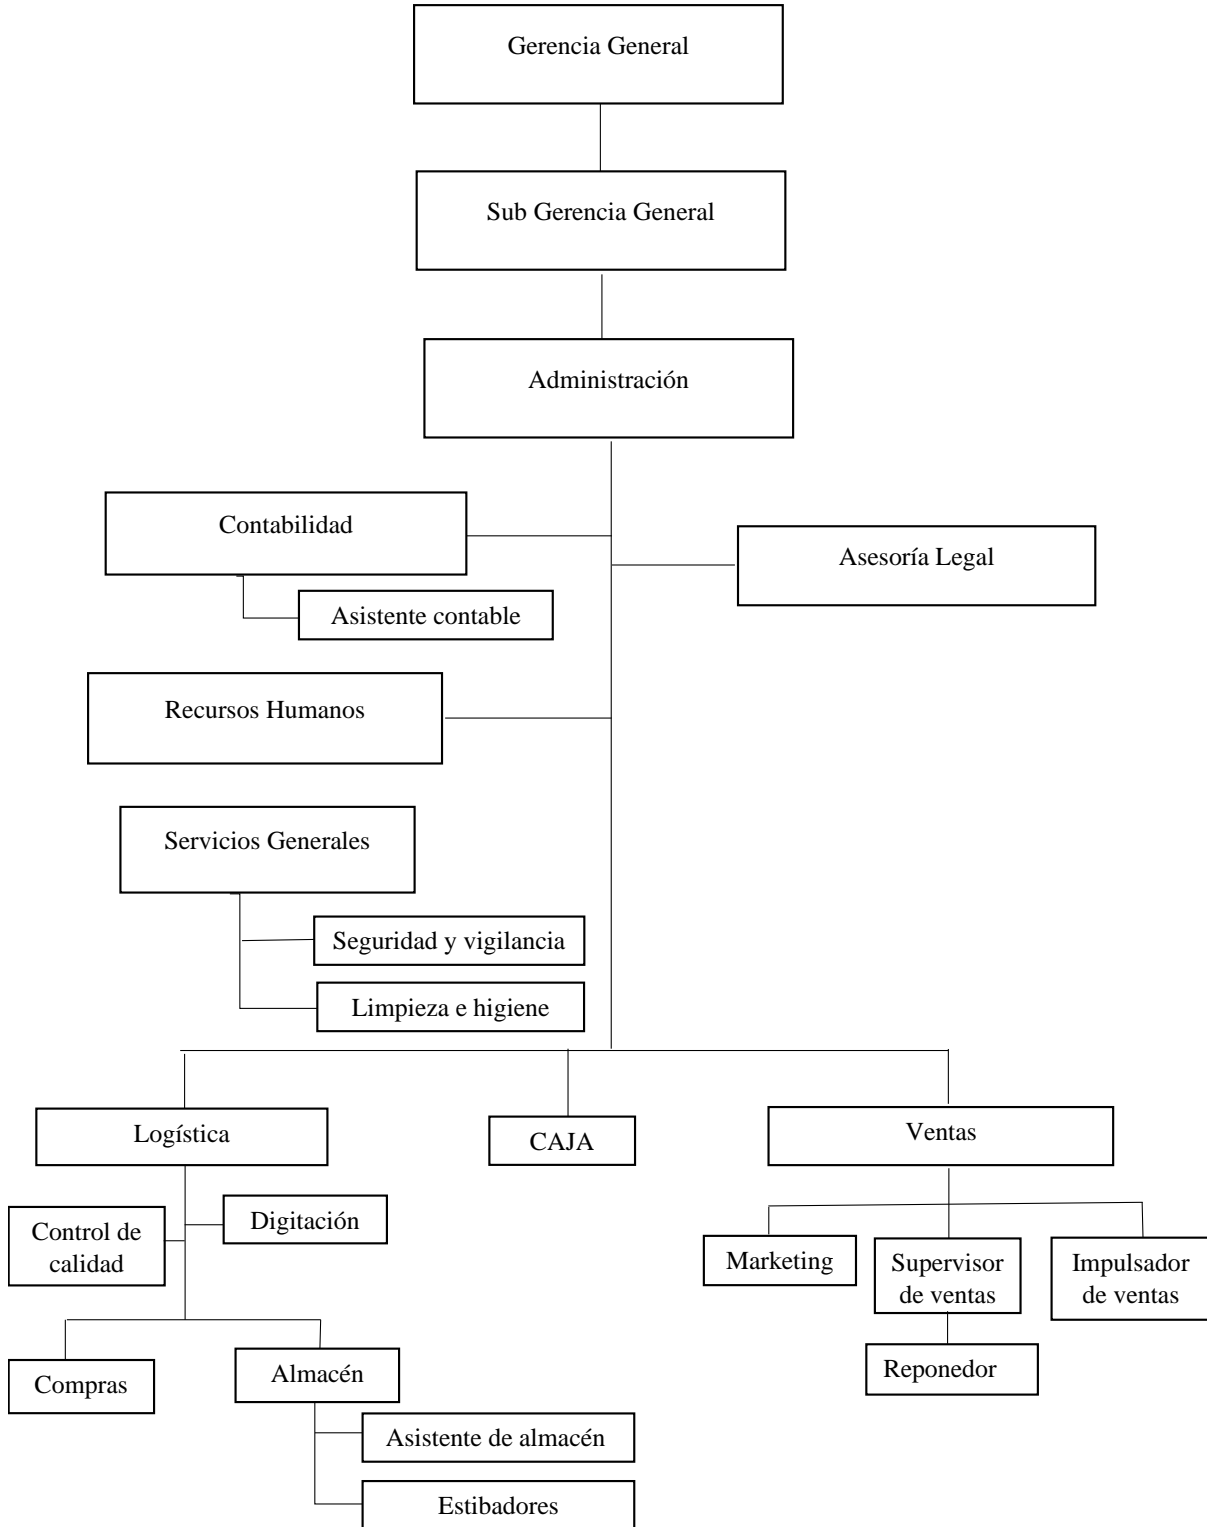 Gerencia General
Sub Gerencia General
Administración
Contabilidad
Asesoría Legal
Asistente contable
Recursos Humanos
Servicios Generales
Seguridad y vigilancia
Limpieza e higiene
Logística
CAJA
Ventas
Control de
calidad
Digitación
Marketing
Supervisor
de ventas
Impulsador
de ventas
Compras
Almacén
Reponedor
Asistente de almacén
Estibadores